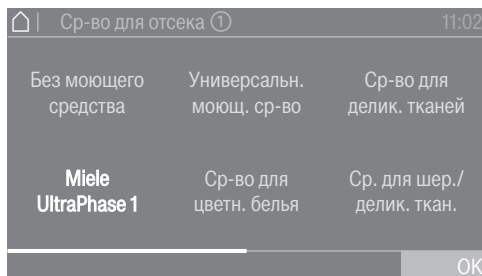 Ср-во для отсека ①
11:02
Без моющего
средства
Универсальн.
моющ. ср-во
Ср-во для
делик. тканей
Miele
UltraPhase 1
Ср-во для
цветн. белья
Ср. для шер./
делик. ткан.
OK